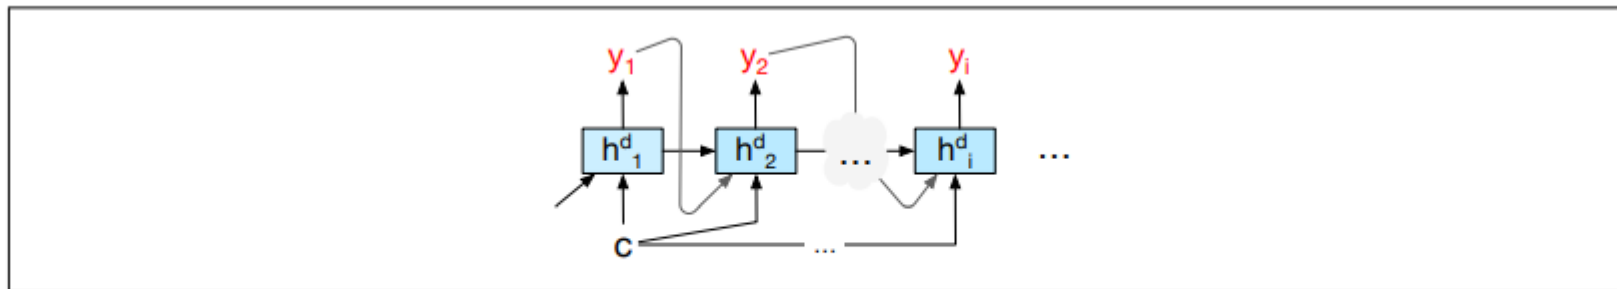 y₁ y₂ yᵢ
hᵈ₁ hᵈ₂ ... hᵈᵢ ...
c ...